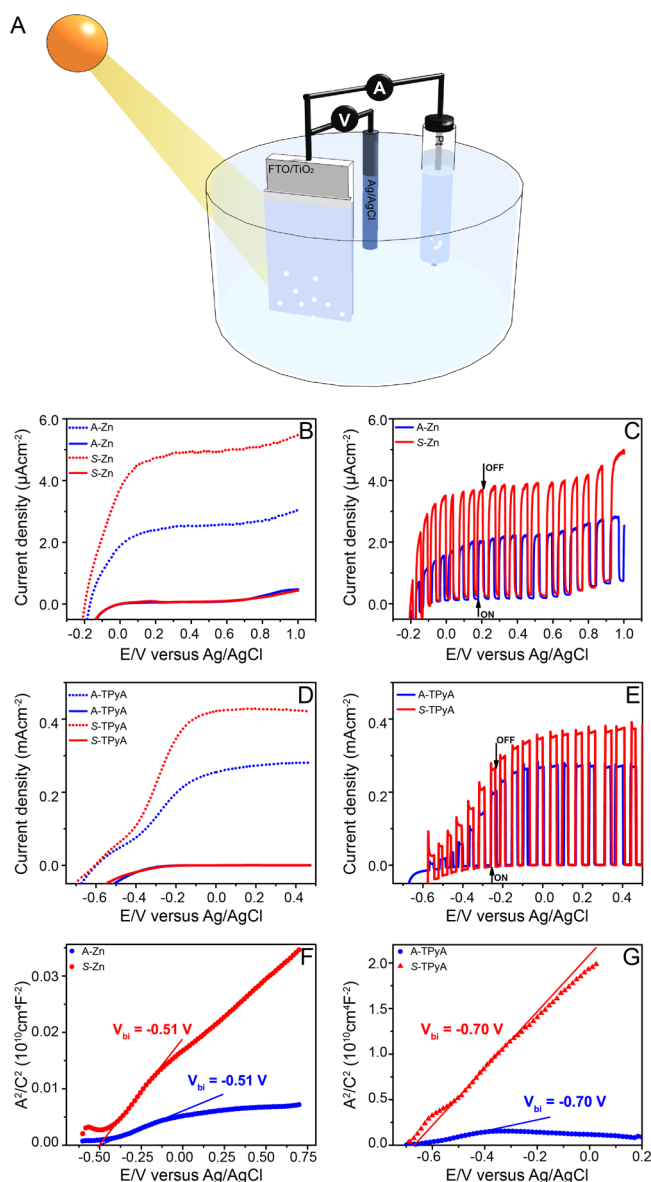 A
A
V
Pt
FTO/TiO₂
Ag/AgCl
6.0
4.0
2.0
0.0
Current density (μAcm⁻²)
A-Zn
A-Zn
S-Zn
S-Zn
B
-0.2 0.0 0.2 0.4 0.6 0.8 1.0
E/V versus Ag/AgCl
6.0
4.0
2.0
0.0
Current density (μAcm⁻²)
A-Zn
S-Zn
C
OFF
ON
-0.2 0.0 0.2 0.4 0.6 0.8 1.0
E/V versus Ag/AgCl
0.4
0.2
0.0
Current density (mAcm⁻²)
A-TPyA
A-TPyA
S-TPyA
S-TPyA
D
-0.6 -0.4 -0.2 0.0 0.2 0.4
E/V versus Ag/AgCl
0.4
0.2
0.0
Current density (mAcm⁻²)
A-TPyA
S-TPyA
E
OFF
ON
-0.6 -0.4 -0.2 0.0 0.2 0.4
E/V versus Ag/AgCl
0.03
0.02
0.01
0.00
A²/C² (10¹⁰cm⁴F⁻²)
A-Zn
S-Zn
F
V_bi = -0.51 V
V_bi = -0.51 V
-0.50 -0.25 0.00 0.25 0.50 0.75
E/V versus Ag/AgCl
2.0
1.5
1.0
0.5
0.0
A²/C² (10¹⁰cm⁴F⁻²)
A-TPyA
S-TPyA
G
V_bi = -0.70 V
V_bi = -0.70 V
-0.6 -0.4 -0.2 0.0 0.2
E/V versus Ag/AgCl